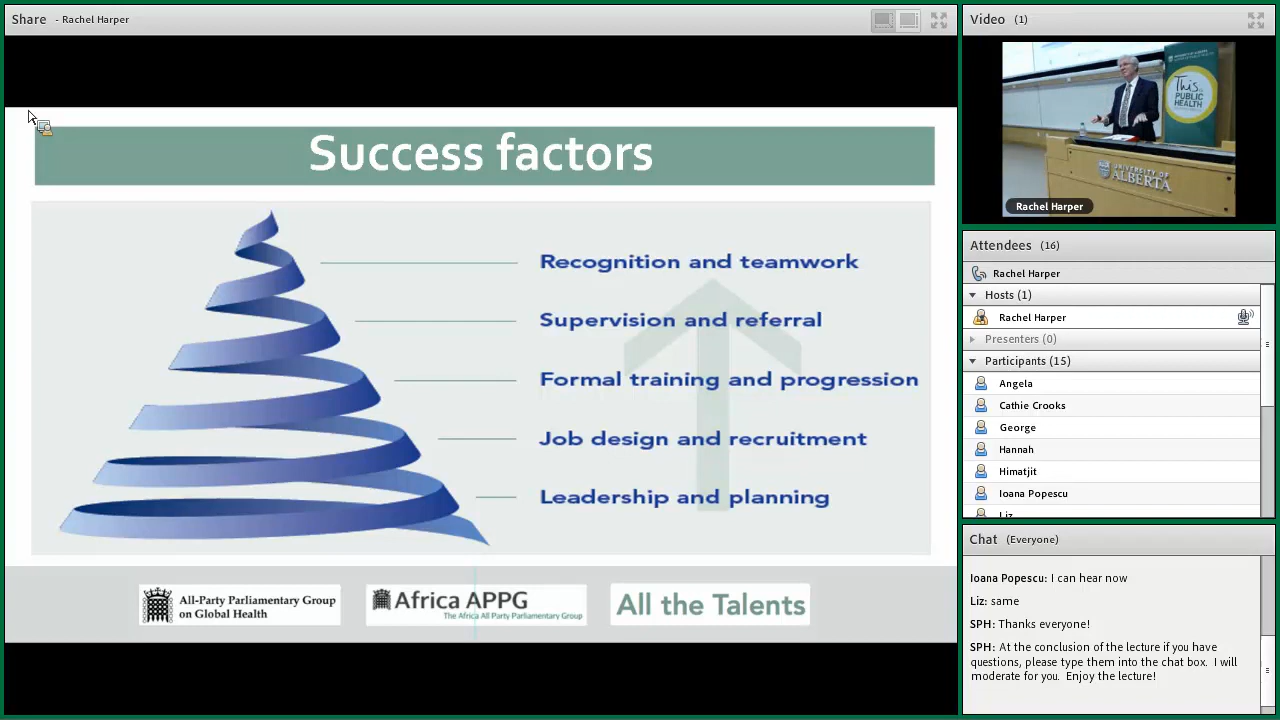 Share - Rachel Harper
Success factors
Recognition and teamwork
Supervision and referral
Formal training and progression
Job design and recruitment
Leadership and planning
All-Party Parliamentary Group
on Global Health
Africa APPG
The Africa All Party Parliamentary Group
All the Talents
Video (1)
This is
PUBLIC
HEALTH
UNIVERSITY OF
ALBERTA
Rachel Harper
Attendees (16)
Rachel Harper
Hosts (1)
Rachel Harper
Presenters (0)
Participants (15)
Angela
Cathie Crooks
George
Hannah
Himatjit
Ioana Popescu
Liz
Chat (Everyone)
Ioana Popescu: I can hear now
Liz: same
SPH: Thanks everyone!
SPH: At the conclusion of the lecture if you have
questions, please type them into the chat box. I will
moderate for you. Enjoy the lecture!